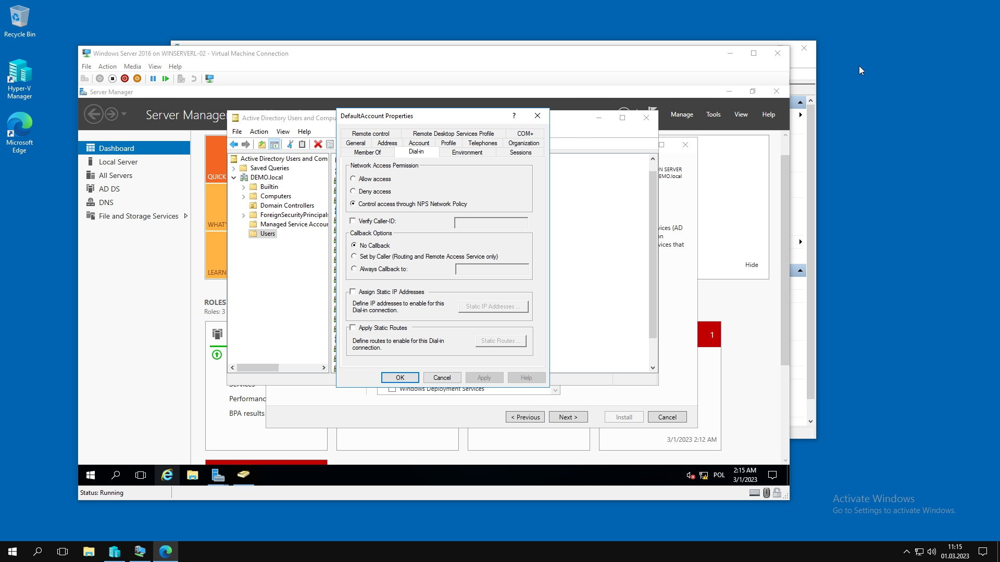 Recycle Bin
Hyper-V
Manager
Microsoft
Edge
Windows Server 2016 on WINSERVERL-02 - Virtual Machine Connection
File Action Media View Help
Server Manager
Server Manager
Manage Tools View Help
Dashboard
Local Server
All Servers
AD DS
DNS
File and Storage Services
QUICK
WHAT'
LEARN
ROLES
Roles: 3
Performanc
BPA results
Active Directory Users and Compu
File Action View Help
Active Directory Users and Com
Saved Queries
DEMO.local
Builtin
Computers
Domain Controllers
ForeignSecurityPrincipals
Managed Service Accour
Users
DefaultAccount Properties
?
Remote control Remote Desktop Services Profile COM+
General Address Account Profile Telephones Organization
Member Of Dial-in Environment Sessions
Network Access Permission
Allow access
Deny access
Control access through NPS Network Policy
Verify Caller-ID:
Callback Options
No Callback
Set by Caller (Routing and Remote Access Service only)
Always Callback to:
Assign Static IP Addresses
Define IP addresses to enable for this
Dial-in connection.
Static IP Addresses ...
Apply Static Routes
Define routes to enable for this Dial-in
connection.
Static Routes ...
OK Cancel Apply Help
Windows Deployment Services
N SERVER
EMO.local
vices (AD
on
vices that
Hide
< Previous Next > Install Cancel
1
3/1/2023 2:12 AM
POL
2:15 AM
3/1/2023
Status: Running
Activate Windows
Go to Settings to activate Windows.
11:15
01.03.2023